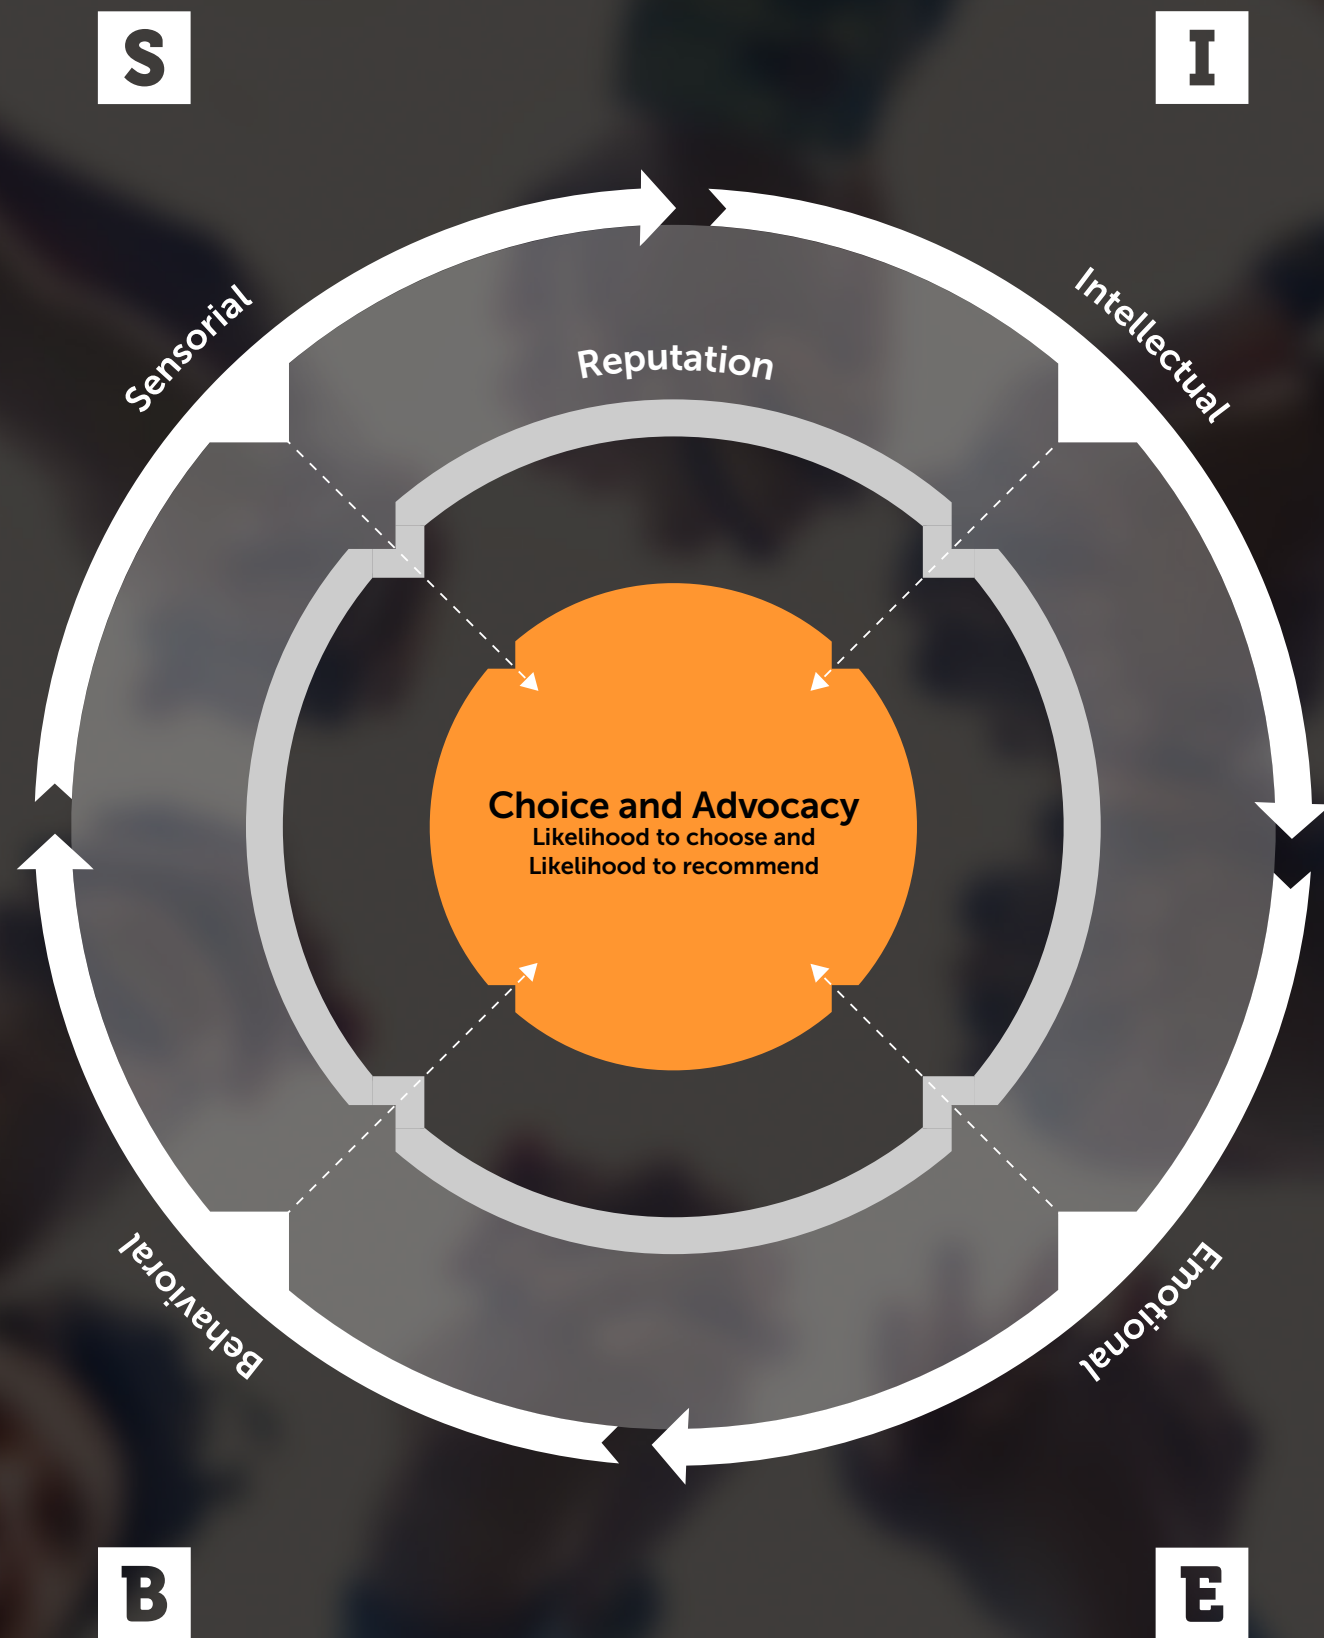 S
I
Sensorial
Intellectual
Reputation
Choice and Advocacy
Likelihood to choose and
Likelihood to recommend
Behavioral
Emotional
B
E